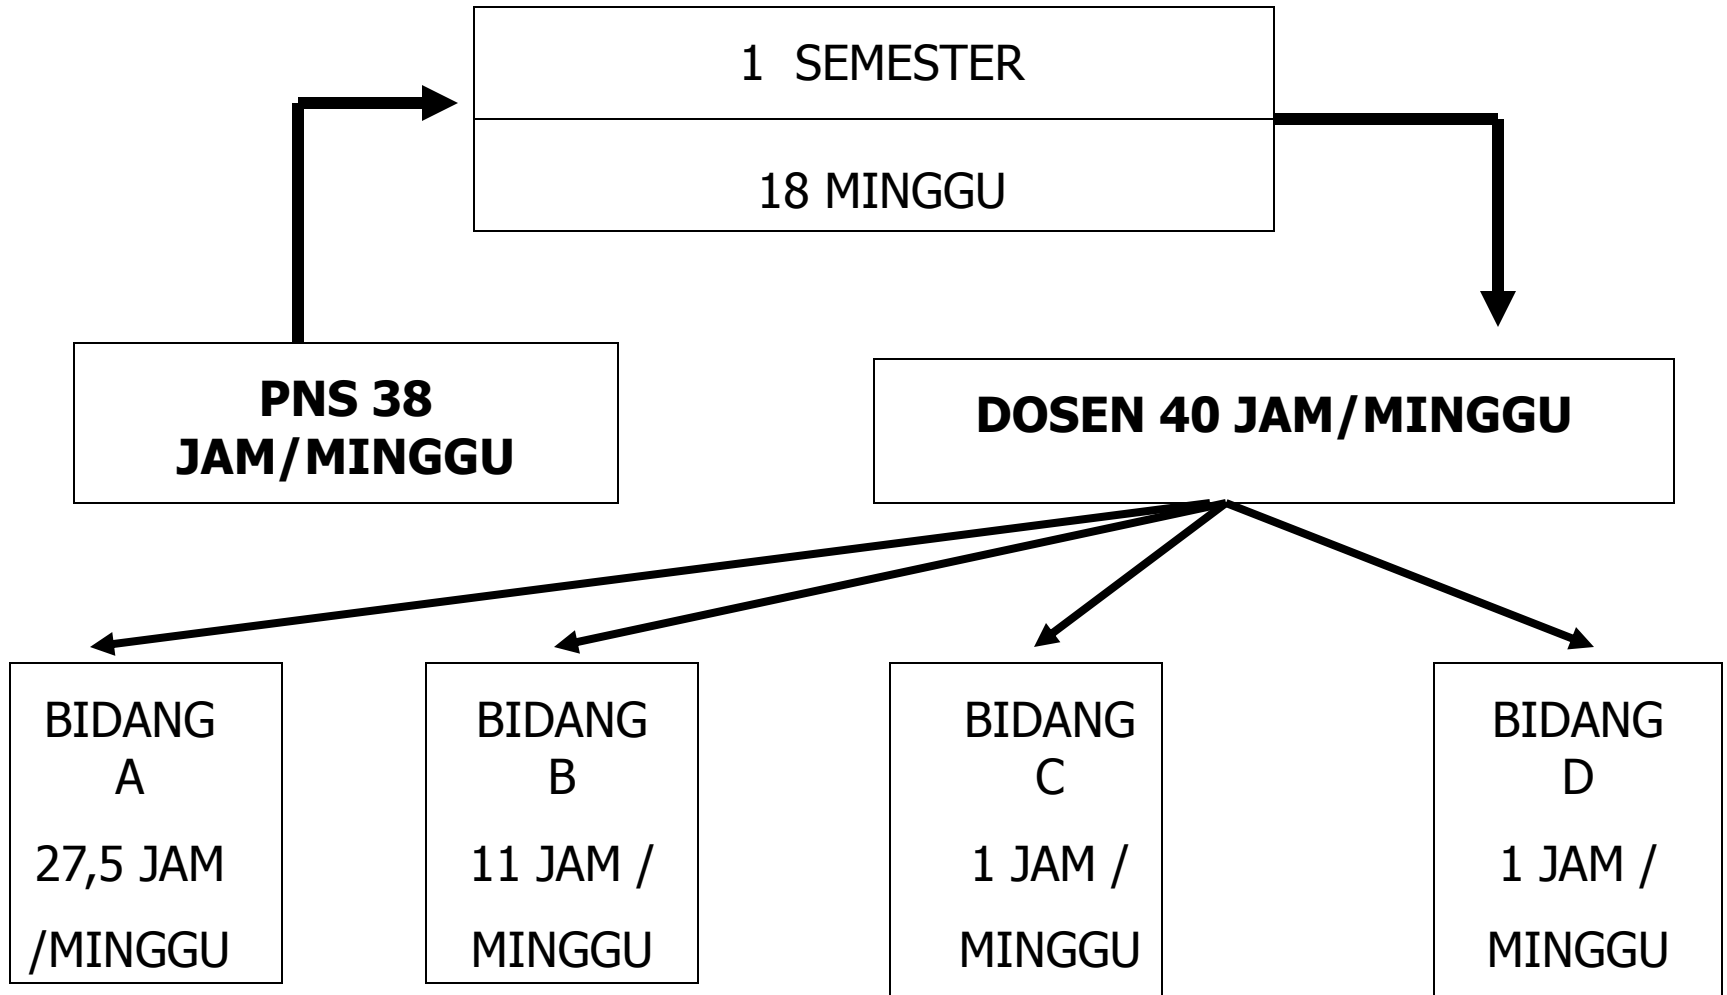 1 SEMESTER
18 MINGGU
PNS 38
JAM/MINGGU
DOSEN 40 JAM/MINGGU
BIDANG
A
27,5 JAM
/MINGGU
BIDANG
B
11 JAM /
MINGGU
BIDANG
C
1 JAM /
MINGGU
BIDANG
D
1 JAM /
MINGGU